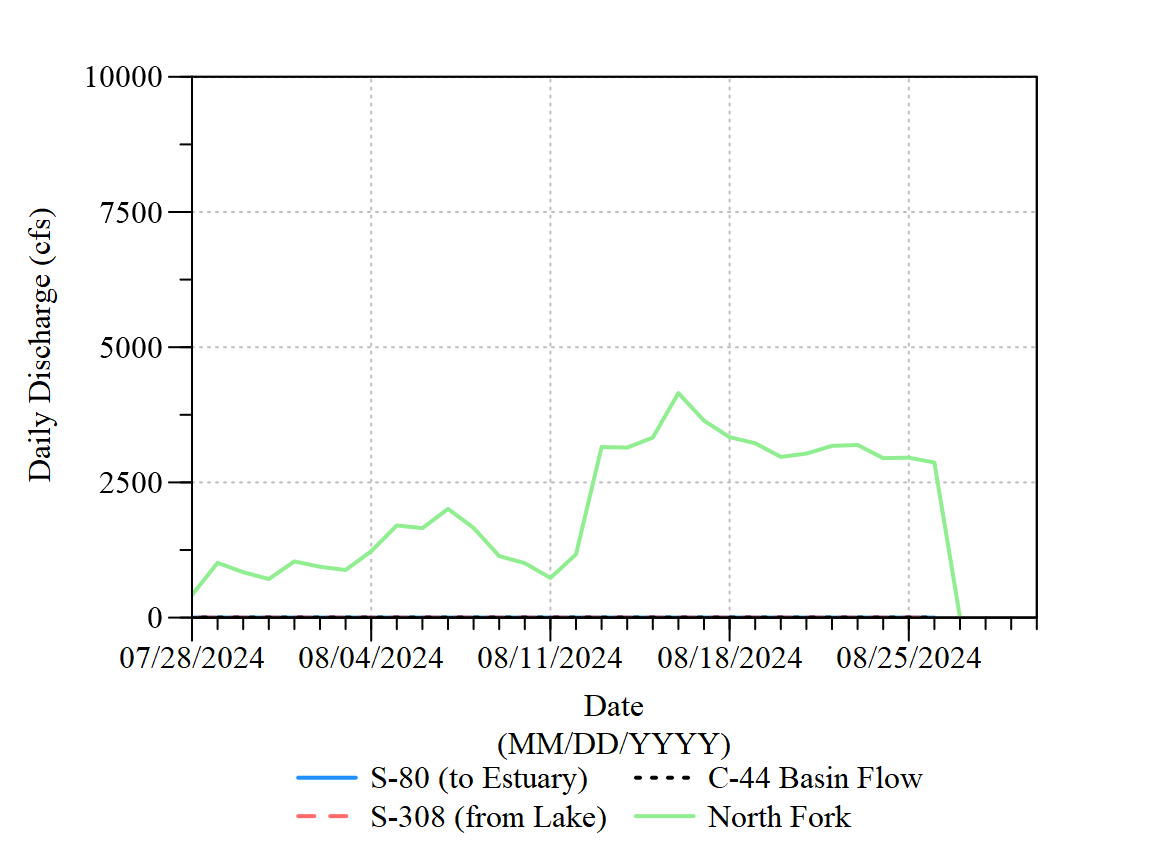 10000
7500
5000
2500
0
Daily Discharge (cfs)
07/28/2024 08/04/2024 08/11/2024 08/18/2024 08/25/2024
Date
(MM/DD/YYYY)
S-80 (to Estuary) C-44 Basin Flow
S-308 (from Lake) North Fork